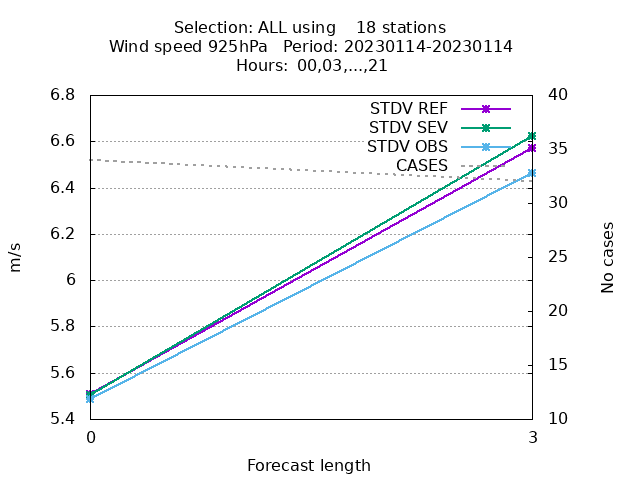 Selection: ALL using    18 stations
Wind speed 925hPa   Period: 20230114-20230114
Hours:  00,03,...,21
6.8
6.6
6.4
6.2
6
5.8
5.6
5.4
40
35
30
25
20
15
10
STDV REF
STDV SEV
STDV OBS
CASES
m/s
No cases
0
3
Forecast length